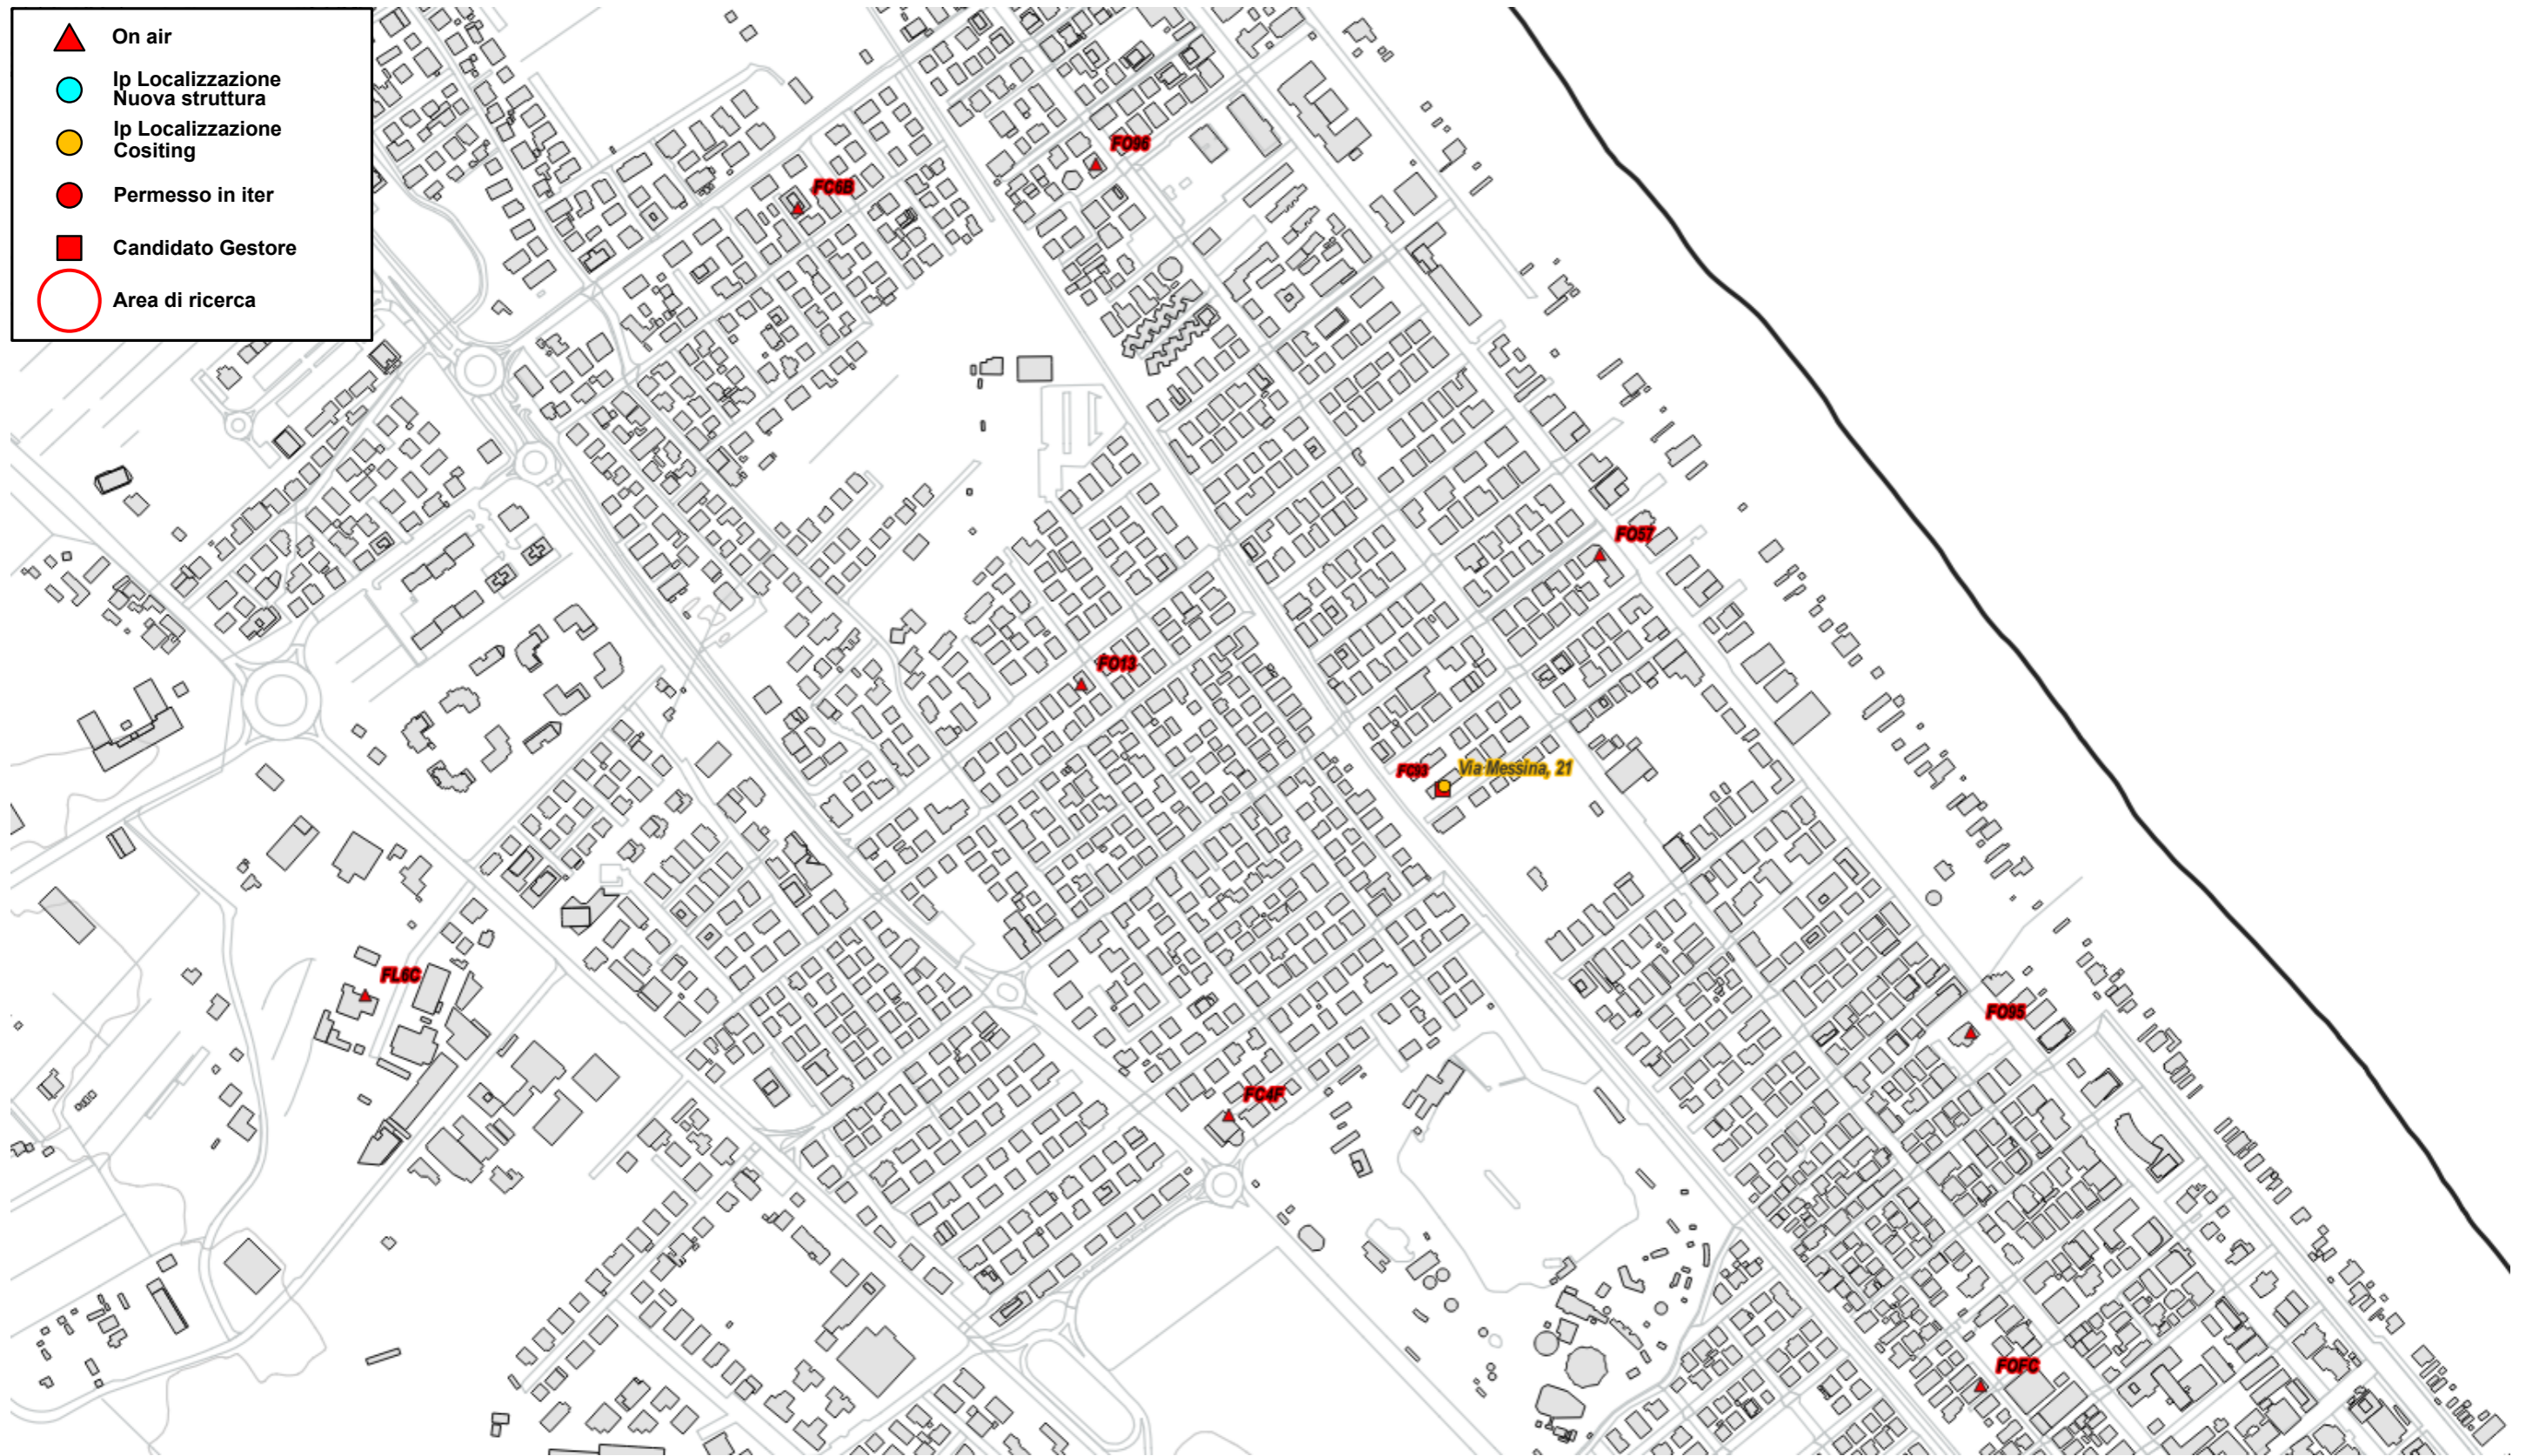 On air
Ip Localizzazione
Nuova struttura
Ip Localizzazione
Cositing
Permesso in iter
Candidato Gestore
Area di ricerca
FO96
FC6B
FO57
FO13
FC93
Via Messina, 21
FL6C
FO95
FC4F
FOFC